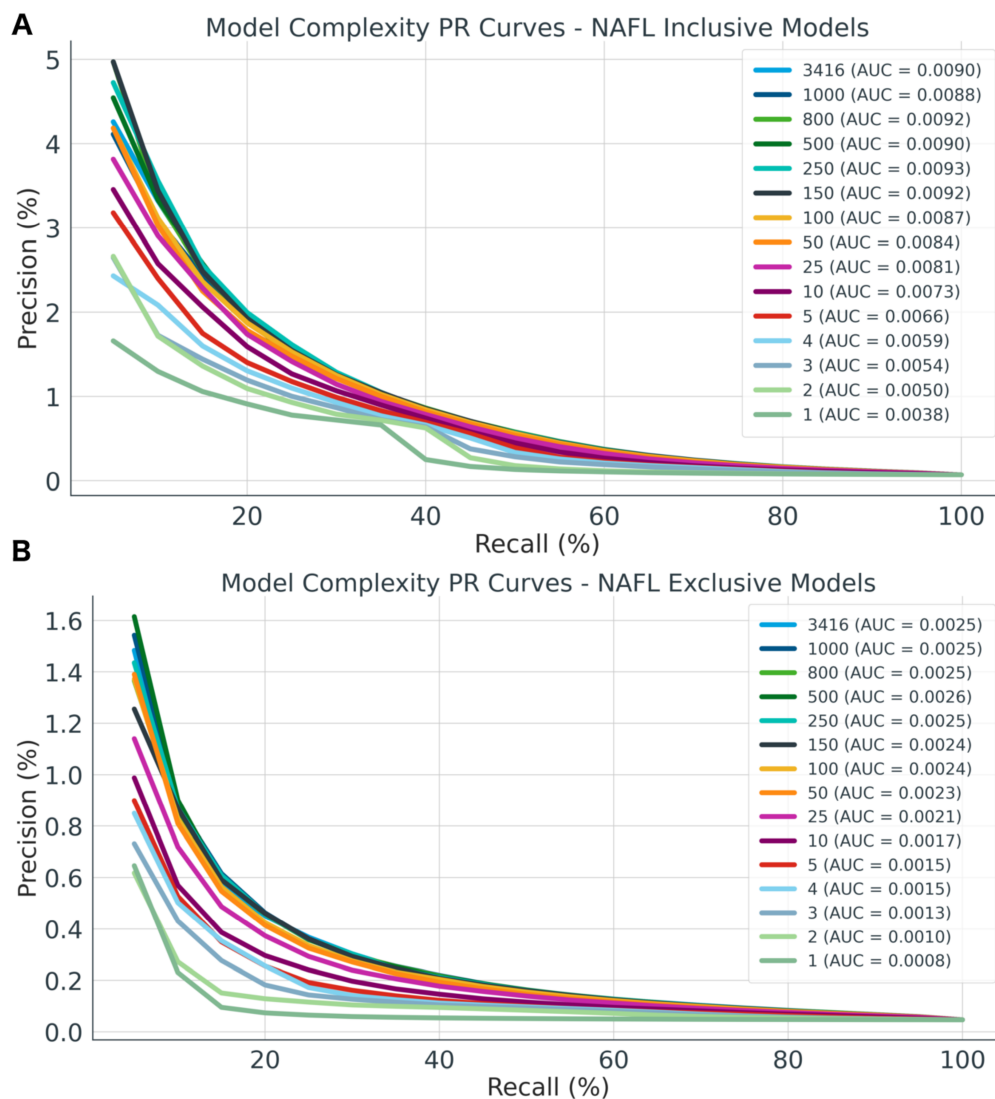 A
Model Complexity PR Curves - NAFL Inclusive Models
5
4
3
2
1
0
Precision (%)
3416 (AUC = 0.0090)
1000 (AUC = 0.0088)
800 (AUC = 0.0092)
500 (AUC = 0.0090)
250 (AUC = 0.0093)
150 (AUC = 0.0092)
100 (AUC = 0.0087)
50 (AUC = 0.0084)
25 (AUC = 0.0081)
10 (AUC = 0.0073)
5 (AUC = 0.0066)
4 (AUC = 0.0059)
3 (AUC = 0.0054)
2 (AUC = 0.0050)
1 (AUC = 0.0038)
20 40 60 80 100
Recall (%)
B
Model Complexity PR Curves - NAFL Exclusive Models
1.6
1.4
1.2
1.0
0.8
0.6
0.4
0.2
0.0
Precision (%)
3416 (AUC = 0.0025)
1000 (AUC = 0.0025)
800 (AUC = 0.0025)
500 (AUC = 0.0026)
250 (AUC = 0.0025)
150 (AUC = 0.0024)
100 (AUC = 0.0024)
50 (AUC = 0.0023)
25 (AUC = 0.0021)
10 (AUC = 0.0017)
5 (AUC = 0.0015)
4 (AUC = 0.0015)
3 (AUC = 0.0013)
2 (AUC = 0.0010)
1 (AUC = 0.0008)
20 40 60 80 100
Recall (%)